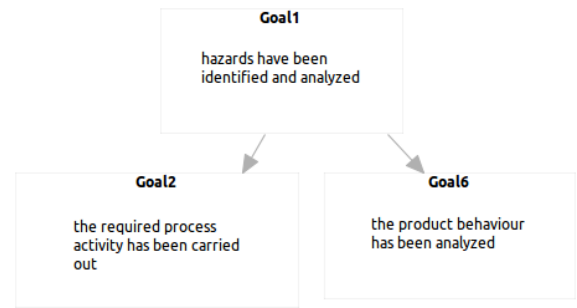 Goal1
hazards have been
identified and analyzed
Goal2
the required process
activity has been carried
out
Goal6
the product behaviour
has been analyzed